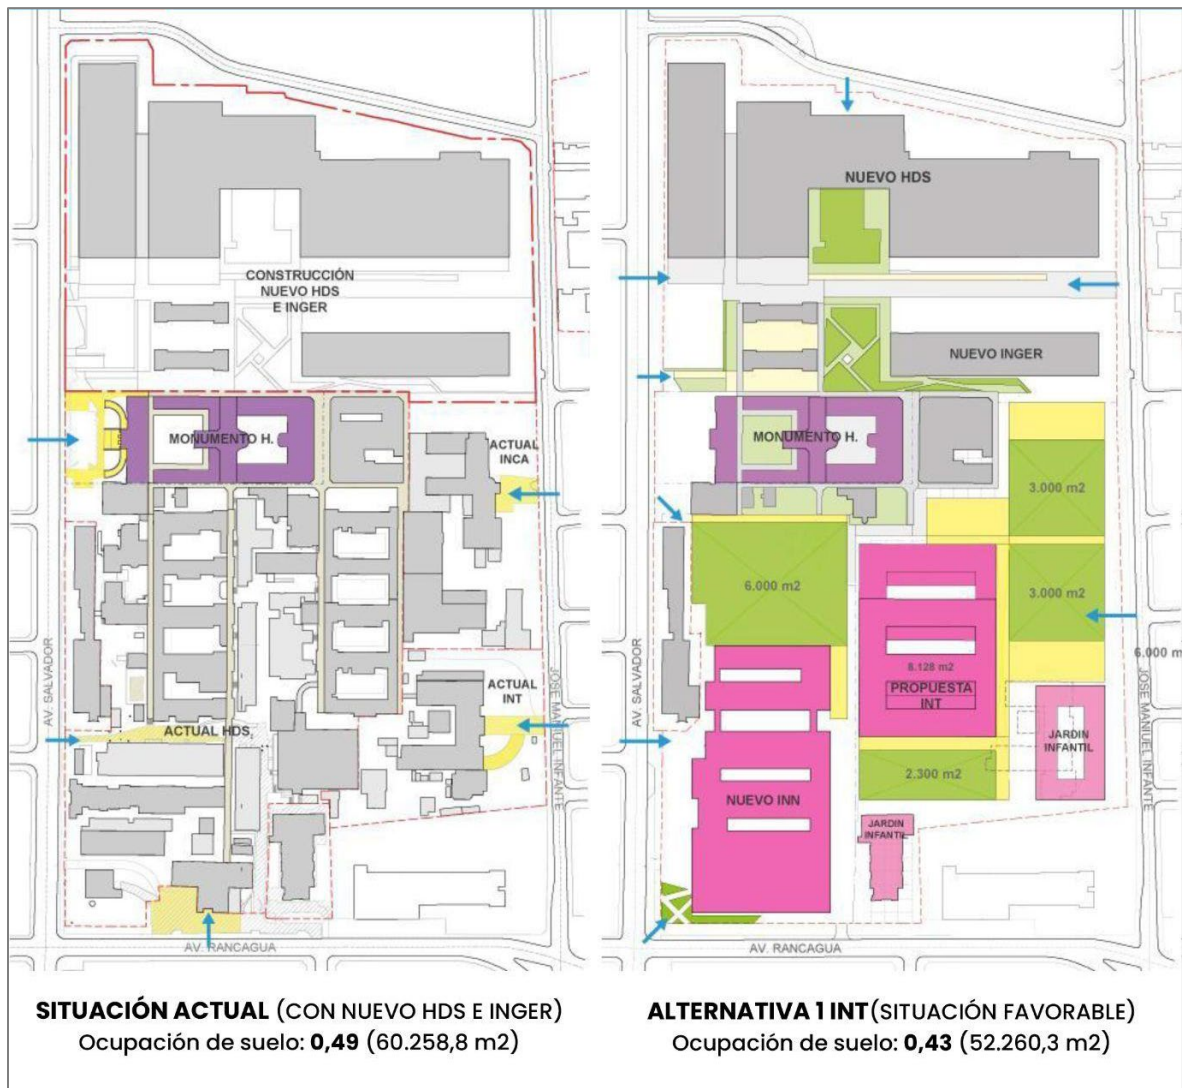 CONSTRUCCIÓN
NUEVO HDS
E INGER
MONUMENTO H.
ACTUAL
INCA
ACTUAL
INT
ACTUAL HDS
AV. SALVADOR
JOSE MANUEL INFANTE
AV. RANCAGUA
SITUACIÓN ACTUAL (CON NUEVO HDS E INGER)
Ocupación de suelo: 0,49 (60.258,8 m2)
NUEVO HDS
NUEVO INGER
MONUMENTO H.
3.000 m2
6.000 m2
3.000 m2
6.000 m
8.128 m2
PROPUESTA
INT
JARDIN
INFANTIL
2.300 m2
NUEVO INN
JARDIN
INFANTIL
AV. SALVADOR
JOSE MANUEL INFANTE
AV. RANCAGUA
ALTERNATIVA 1 INT(SITUACIÓN FAVORABLE)
Ocupación de suelo: 0,43 (52.260,3 m2)